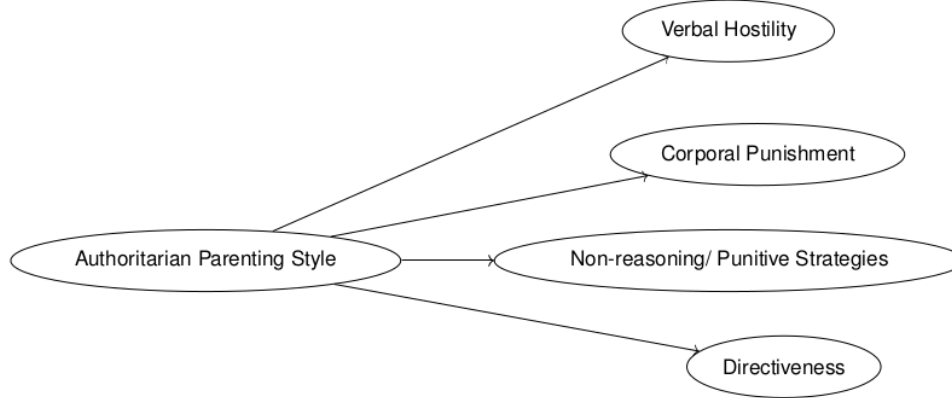 Verbal Hostility
Corporal Punishment
Authoritarian Parenting Style
Non-reasoning/ Punitive Strategies
Directiveness